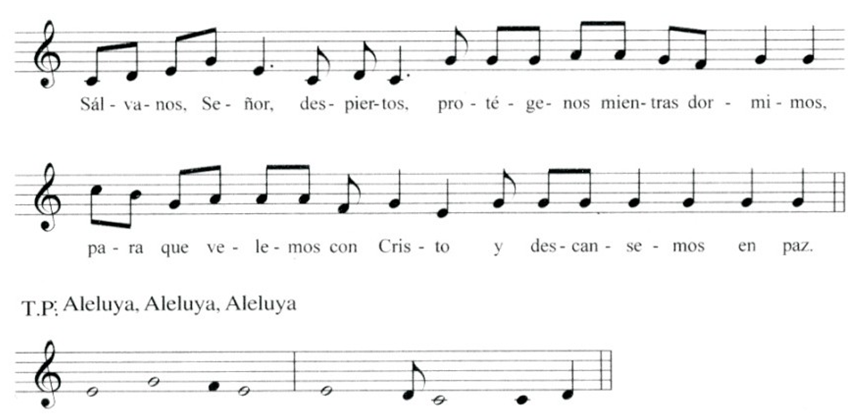 Sál - va- nos, Se - ñor, des- pier-tos, pro - té - ge- nos mien- tras dor - mi - mos,
pa - ra que ve - le- mos con Cris - to y des- can - se - mos en paz.
T.P: Aleluya, Aleluya, Aleluya